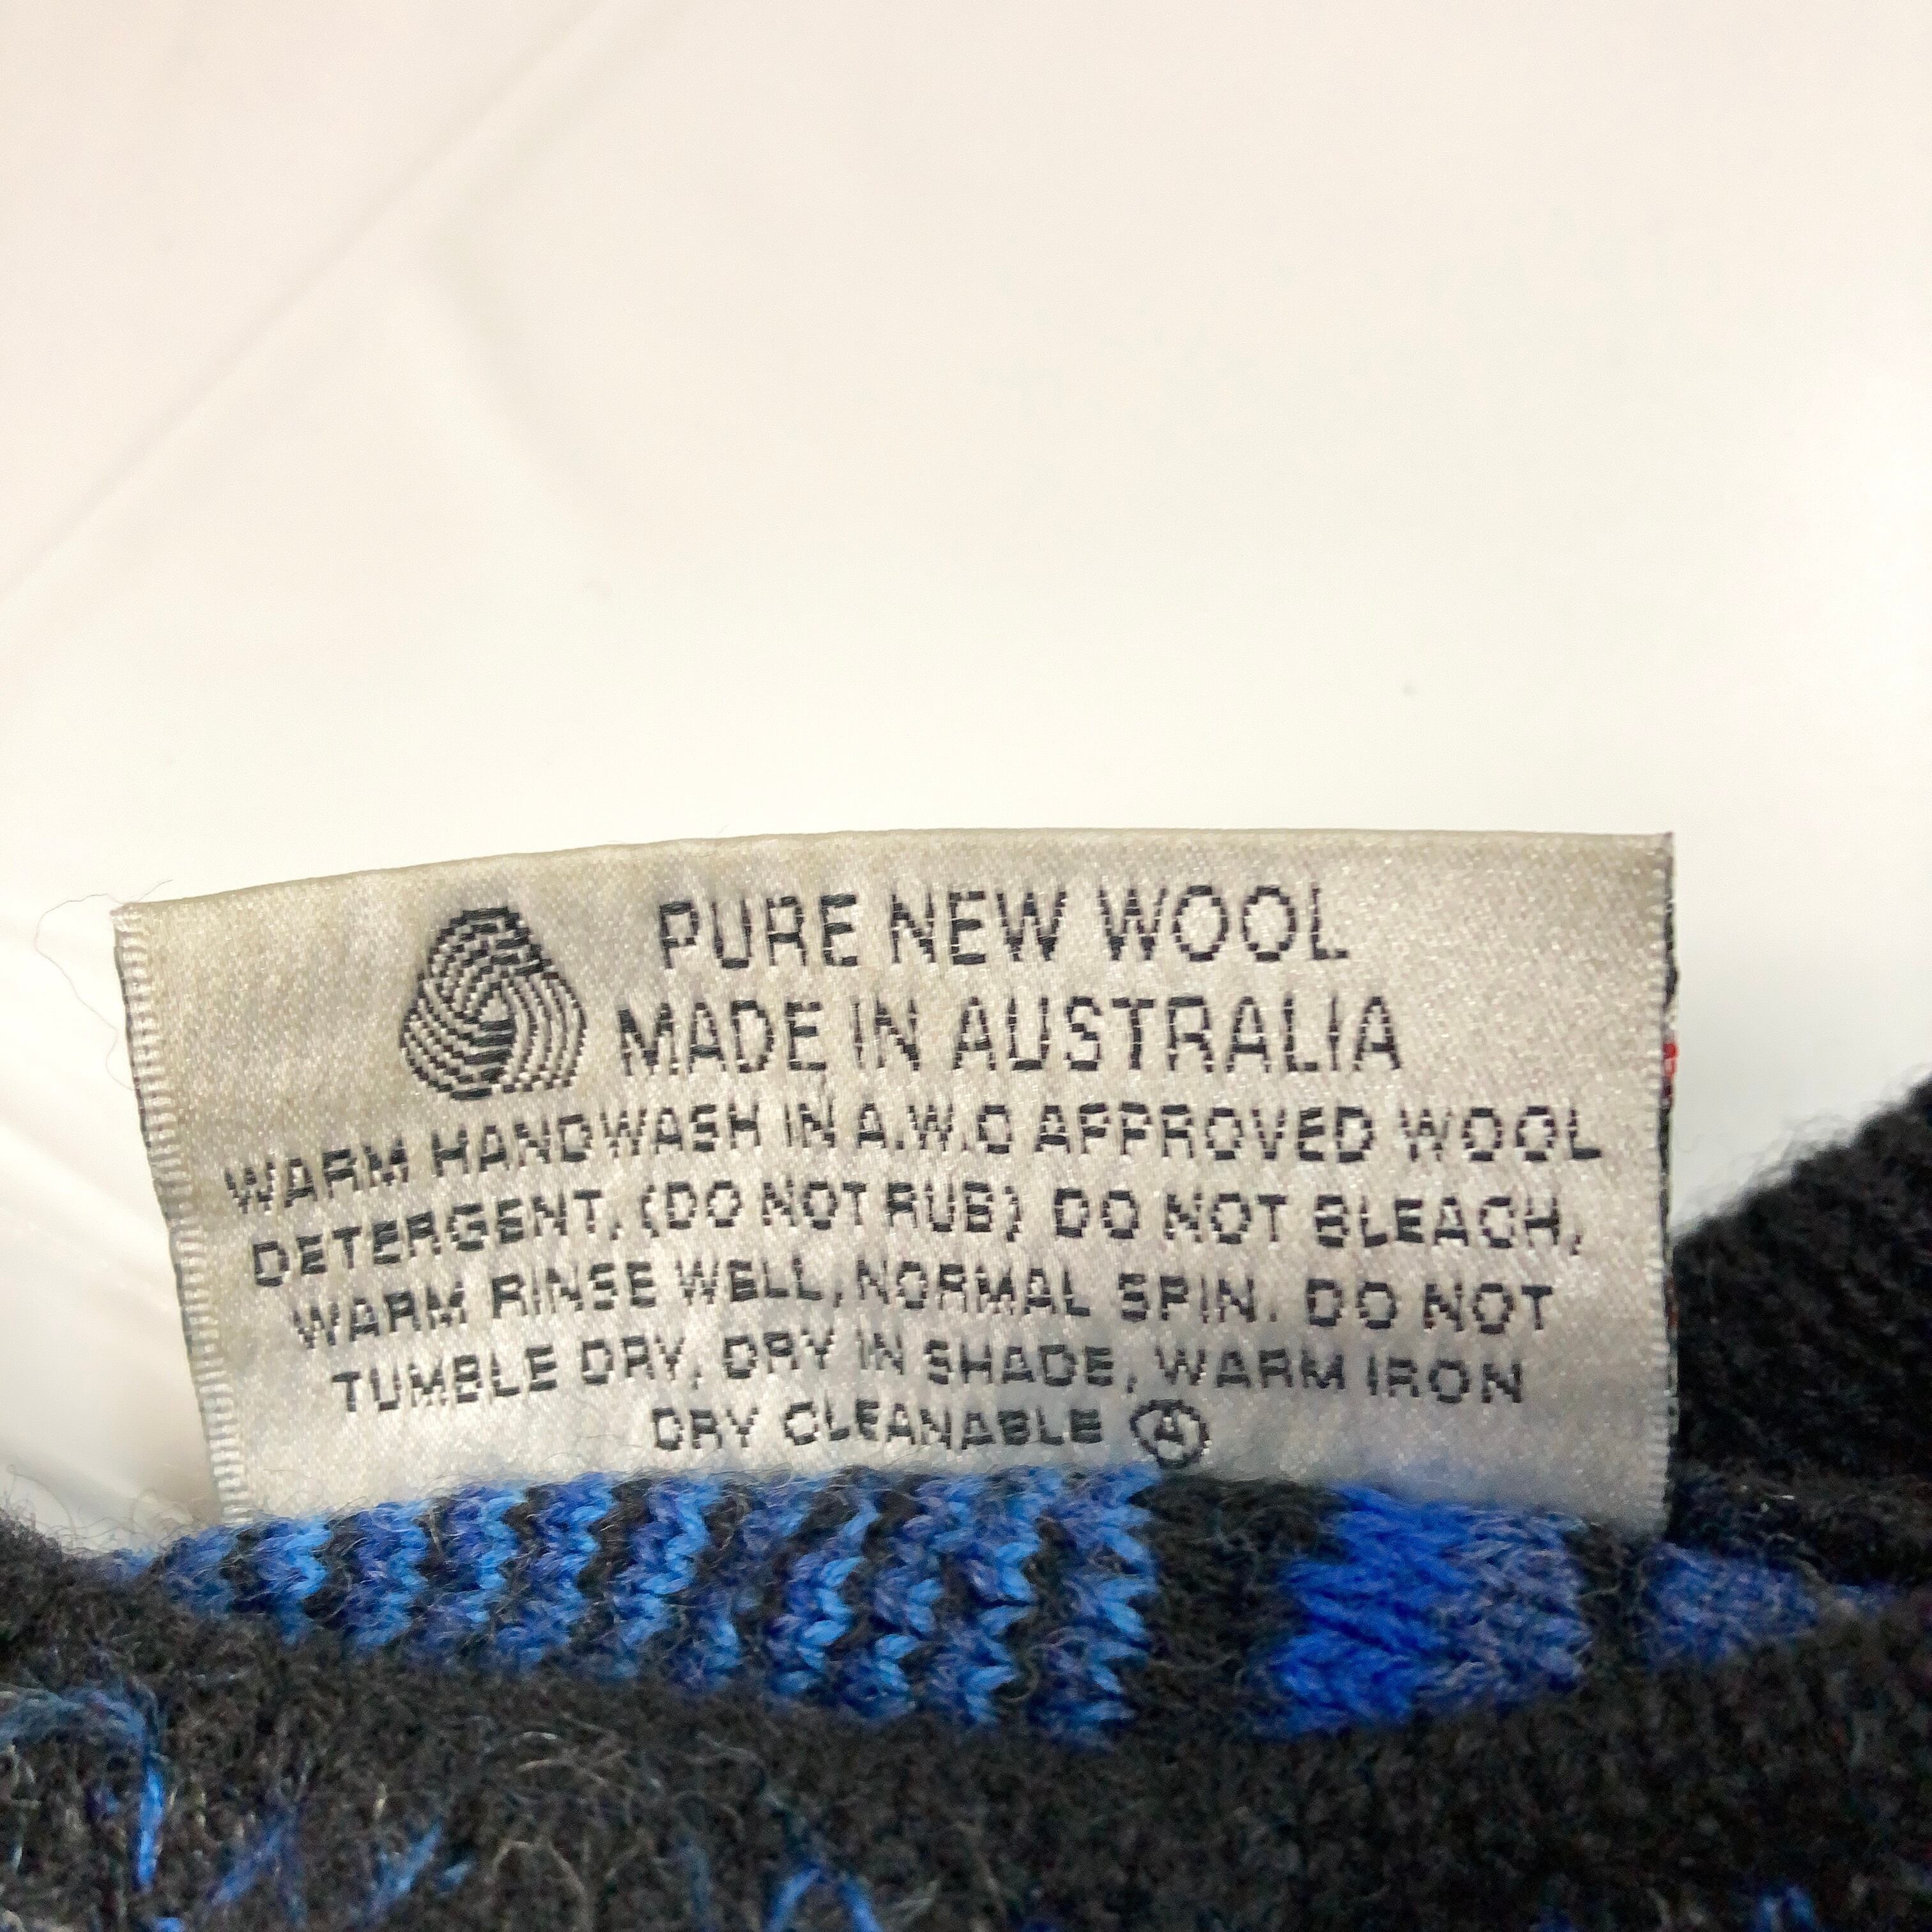 PURE NEW WOOL
MADE IN AUSTRALIA
WARM HANDWASH IN A.W.C APPROVED WOOL
DETERGENT, (DO NOT RUB) DO NOT BLEACH,
WARM RINSE WELL, NORMAL SPIN. DO NOT
TUMBLE DRY, DRY IN SHADE, WARM IRON
DRY CLEANABLE Ⓐ